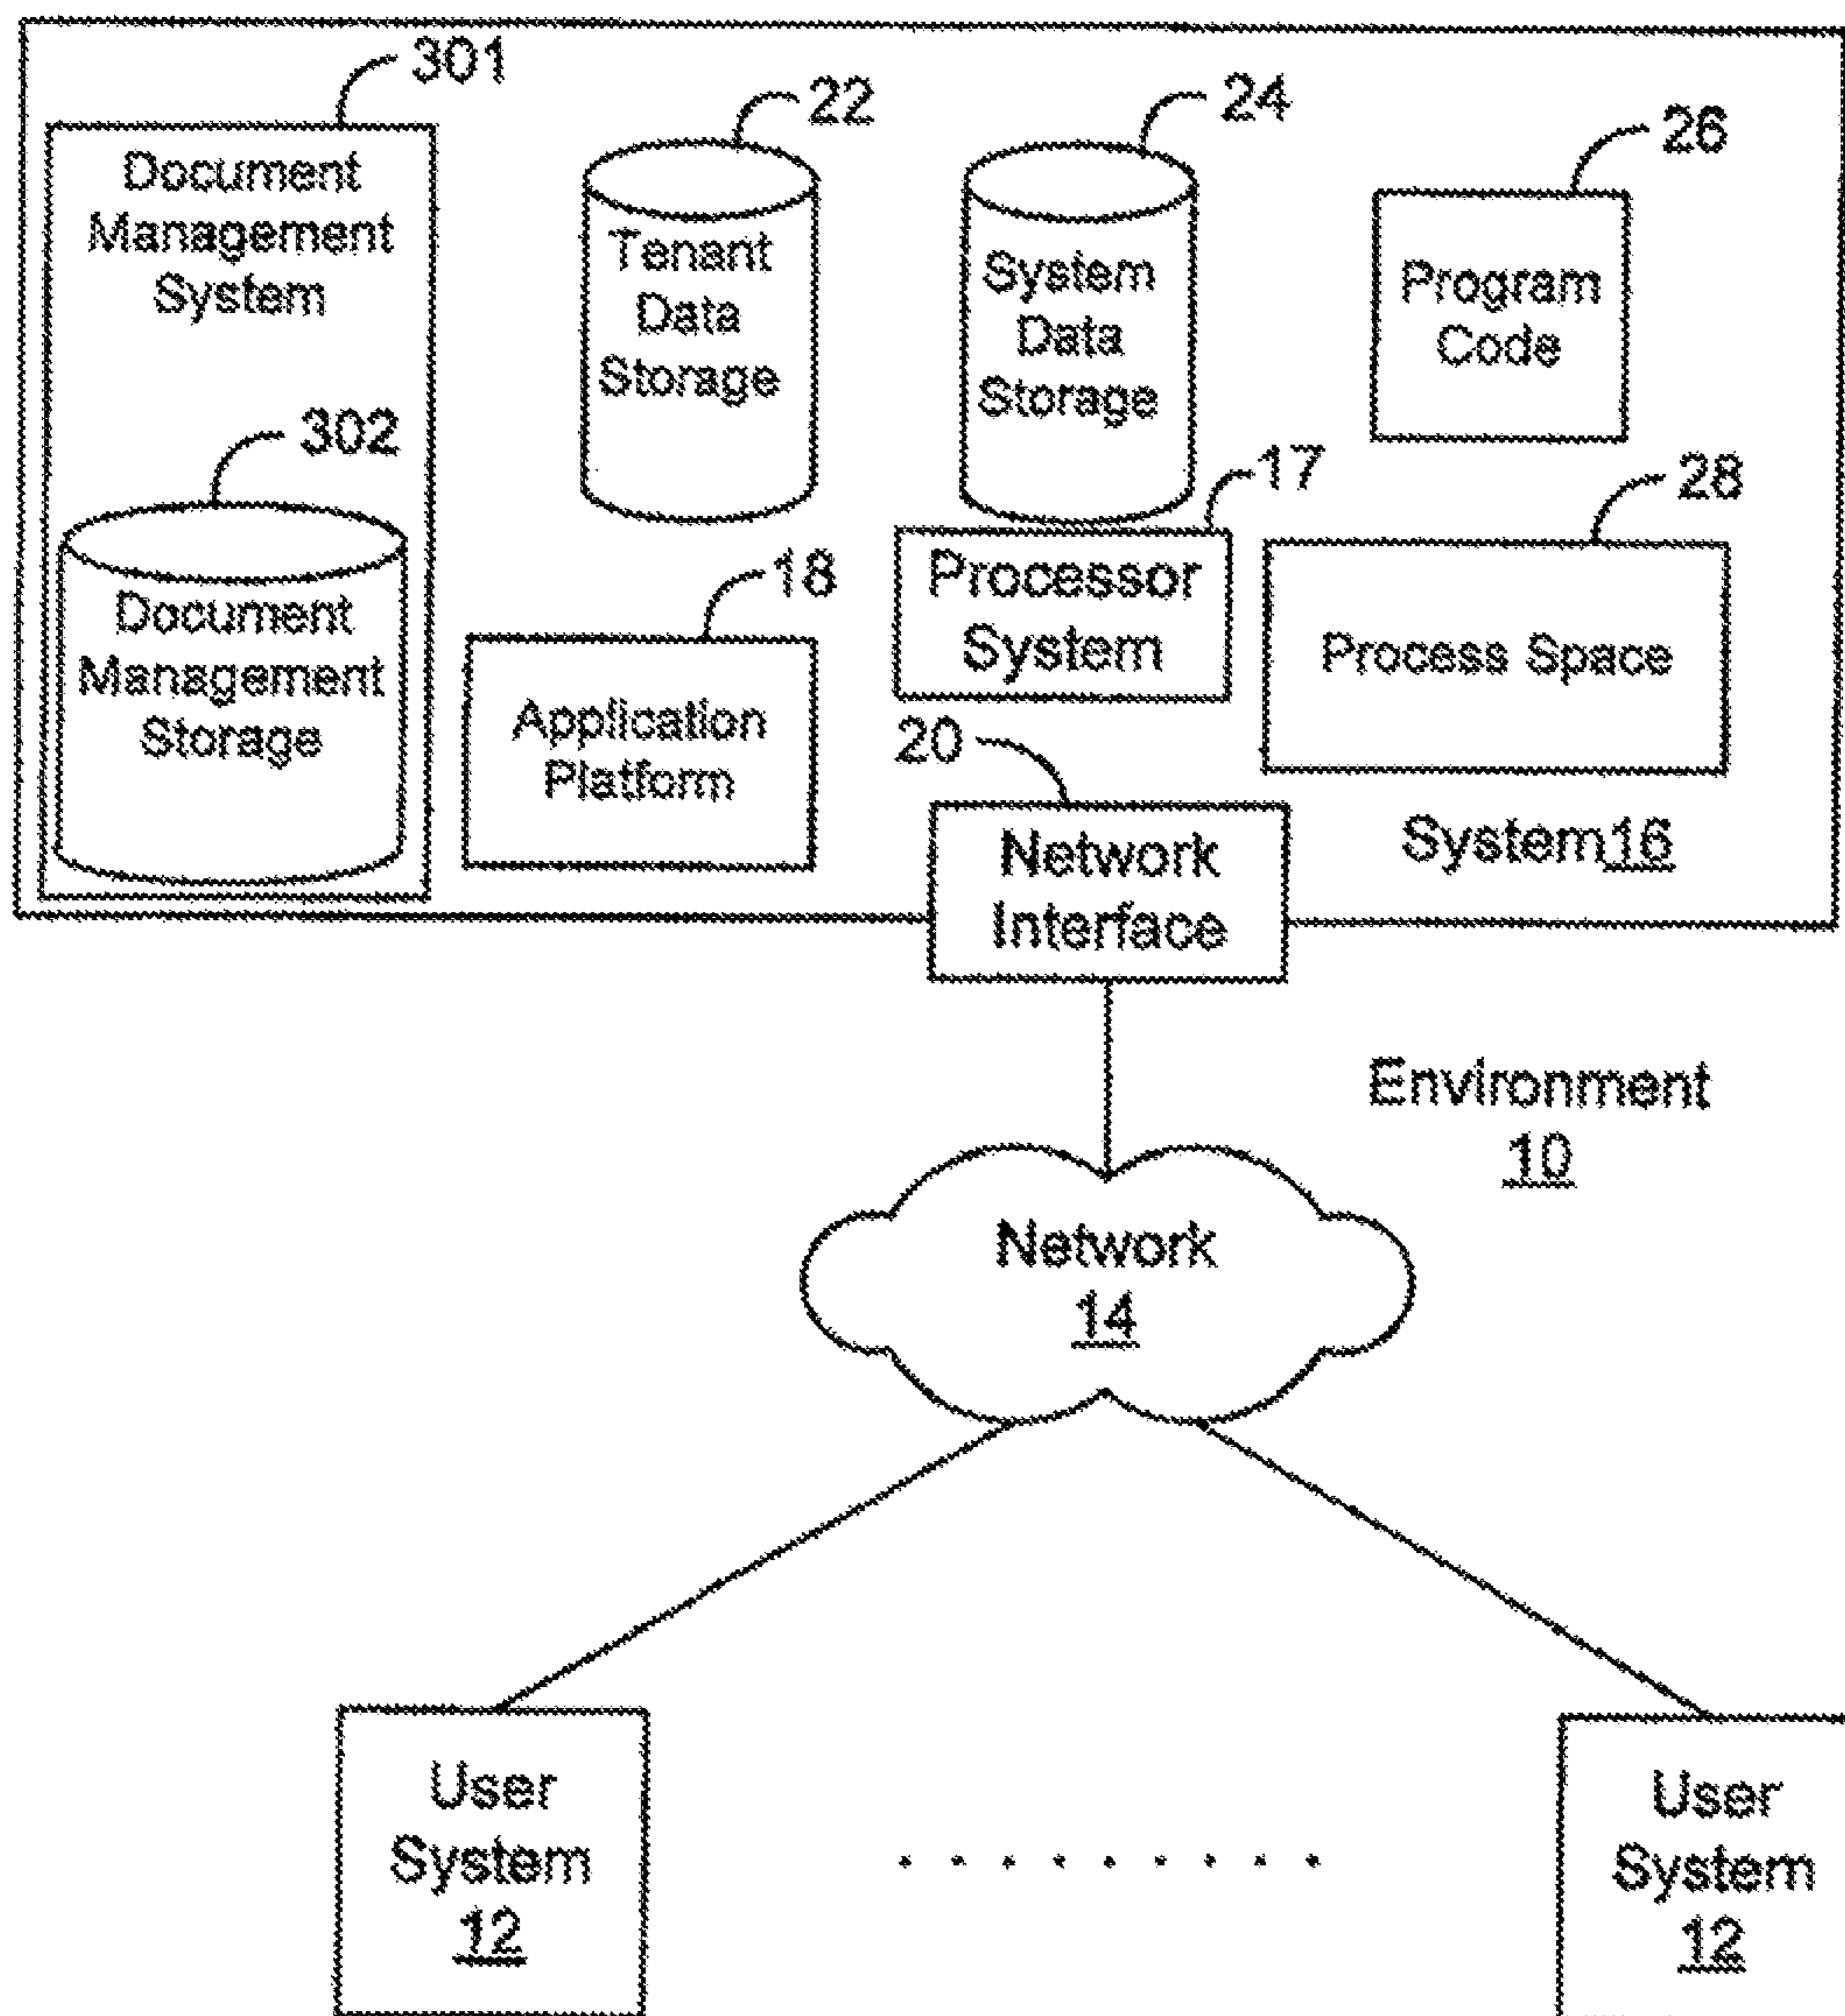 301
Document
Management
System
302
Document
Management
Storage
22
Tenant
Data
Storage
24
System
Data
Storage
26
Program
Code
17
Processor
System
28
Process Space
18
Application
Platform
20
Network
Interface
System 16
Environment
10
Network
14
User
System
12
User
System
12